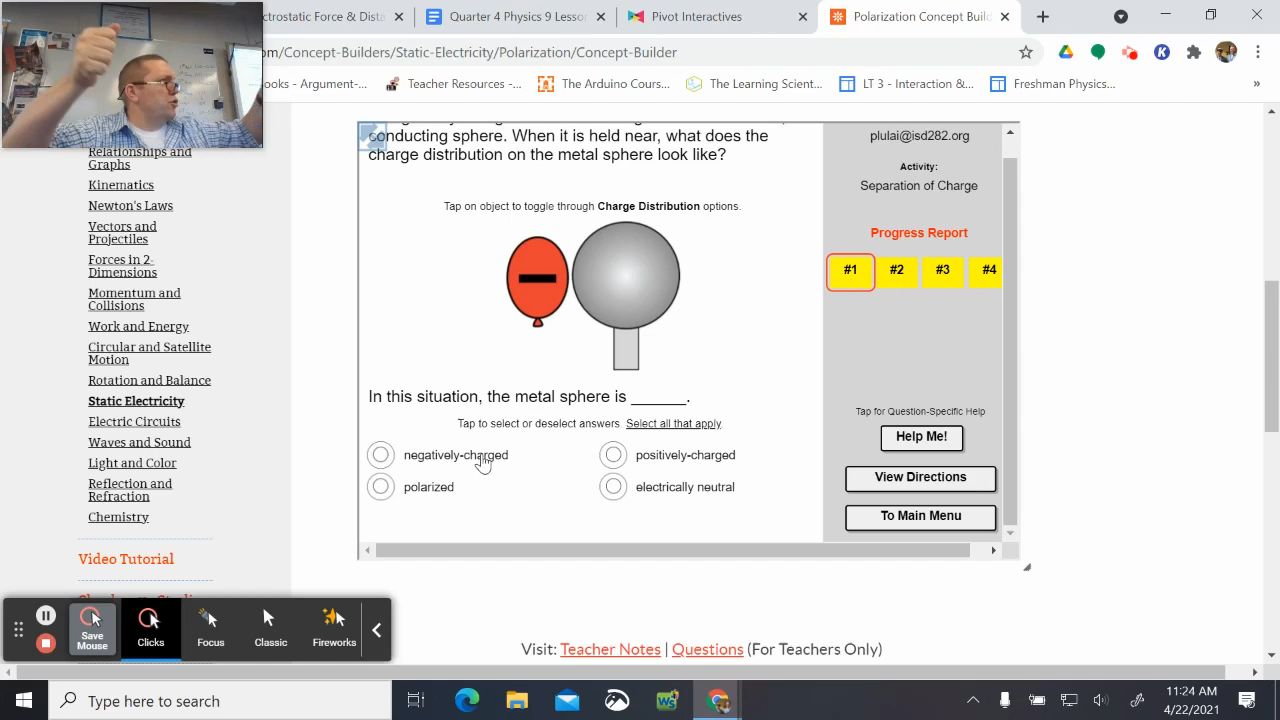 ectrostatic Force of a Dista
Quarter 4 Physics Assessme
Pivot Interactives
Physics Polarization
om/Concept-Builders/Static-Electricity/Polarization/Concept-Builder
ooks - Argument-...
Teacher Resources -...
The Arduino Cours...
The Learning Scien...
LT 3 - Interactive D...
Freshman Physics...
»
conducting sphere. When it is held near, what does the
charge distribution on the metal sphere look like?
Tap on object to toggle through Charge Distribution options.
In this situation, the metal sphere is ______.
Tap to select or deselect answers. Select all that apply.
negatively-charged
positively-charged
polarized
electrically neutral
plulai@isd282.org
Activity:
Separation of Charge
Progress Report
#1
#2
#3
#4
Tap for Question-Specific Help
Help Me!
View Directions
To Main Menu
Relationships and
Graphs
Kinematics
Newton's Laws
Vectors and
Projectiles
Forces in 2-
Dimensions
Momentum and
Collisions
Work and Energy
Circular and Satellite
Motion
Rotation and Balance
Static Electricity
Electric Circuits
Waves and Sound
Light and Color
Reflection and
Refraction
Chemistry
Video Tutorial
Save
Mouse
Clicks
Focus
Classic
Fireworks
Visit: Teacher Notes | Questions (For Teachers Only)
Type here to search
11:24 AM
4/22/2021